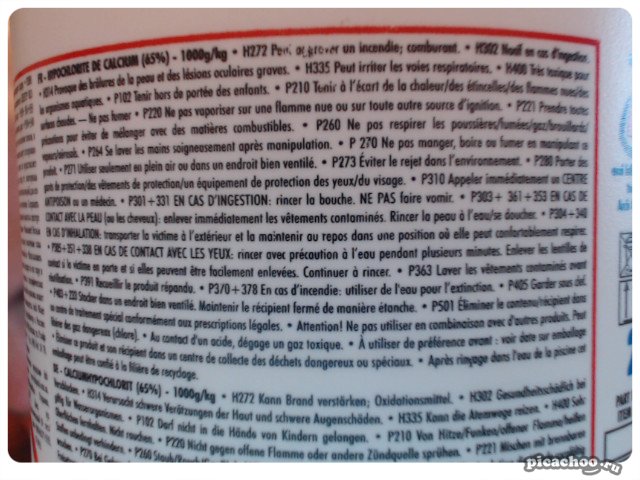 FR - HYPOCHLORITE DE CALCIUM (65%) - 1000g/kg • H272 Peut aggraver un incendie; comburant. • H302 Nocif en cas d'ingestion.
• H314 Provoque des brûlures de la peau et des lésions oculaires graves. • H335 Peut irriter les voies respiratoires. • H400 Très toxique pour
les organismes aquatiques. • P102 Tenir hors de portée des enfants. • P210 Tenir à l'écart de la chaleur/des étincelles/des flammes nues/des
surfaces chaudes. — Ne pas fumer • P220 Ne pas vaporiser sur une flamme nue ou sur toute autre source d'ignition. • P221 Prendre toutes
précautions pour éviter de mélanger avec des matières combustibles. • P260 Ne pas respirer les poussières/fumées/gaz/brouillards/
vapeurs/aérosols. • P264 Se laver les mains soigneusement après manipulation. • P 270 Ne pas manger, boire ou fumer en manipulant ce
produit. • P271 Utiliser seulement en plein air ou dans un endroit bien ventilé. • P273 Éviter le rejet dans l'environnement. • P280 Porter des
gants de protection/des vêtements de protection/un équipement de protection des yeux/du visage. • P310 Appeler immédiatement un CENTRE
ANTIPOISON ou un médecin. • P301+331 EN CAS D'INGESTION: rincer la bouche. NE PAS faire vomir. • P303+ 361+353 EN CAS DE
CONTACT AVEC LA PEAU (ou les cheveux): enlever immédiatement les vêtements contaminés. Rincer la peau à l'eau/se doucher. • P304+340
EN CAS D'INHALATION: transporter la victime à l'extérieur et la maintenir au repos dans une position où elle peut confortablement respirer.
• P305+351+338 EN CAS DE CONTACT AVEC LES YEUX: rincer avec précaution à l'eau pendant plusieurs minutes. Enlever les lentilles de
contact si la victime en porte et si elles peuvent être facilement enlevées. Continuer à rincer. • P363 Laver les vêtements contaminés avant
réutilisation. • P391 Recueillir le produit répandu. • P370+378 En cas d'incendie: utiliser de l'eau pour l'extinction. • P405 Garder sous clef.
• P403+233 Stocker dans un endroit bien ventilé. Maintenir le récipient fermé de manière étanche. • P501 Éliminer le contenu/récipient dans
un centre de traitement spécial conformément aux prescriptions légales. • Attention! Ne pas utiliser en combinaison avec d'autres produits. Peut
libérer des gaz dangereux (chlore). • Au contact d'un acide, dégage un gaz toxique. • À utiliser de préférence avant : voir date sur emballage
• Éliminer ce produit et son récipient dans un centre de collecte des déchets dangereux ou spéciaux. • Après rinçage dans l'eau de la piscine cet
emballage peut être confié à la filière de recyclage.
DE - CALCIUMHYPOCHLORIT (65%) - 1000g/kg • H272 Kann Brand verstärken; Oxidationsmittel. • H302 Gesundheitsschädlich bei
Verschlucken. • H314 Verursacht schwere Verätzungen der Haut und schwere Augenschäden. • H335 Kann die Atemwege reizen. • H400 Sehr
giftig für Wasserorganismen. • P102 Darf nicht in die Hände von Kindern gelangen. • P210 Von Hitze/Funken/offener Flamme/heißen
Oberflächen fernhalten. Nicht rauchen. • P220 Nicht gegen offene Flamme oder andere Zündquelle sprühen. • P221 Mischen mit brennbaren
Stoffen unbedingt verhindern. • P260
PART
ITEM
picachoo.ru